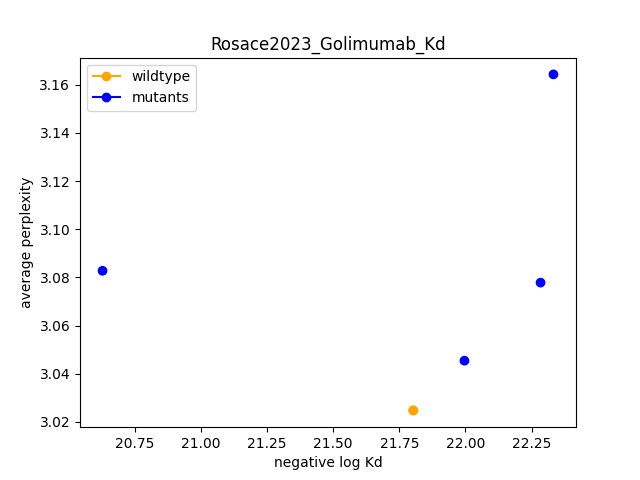 Rosace2023_Golimumab_Kd
wildtype
mutants
average perplexity
3.16
3.14
3.12
3.10
3.08
3.06
3.04
3.02
20.75 21.00 21.25 21.50 21.75 22.00 22.25
negative log Kd